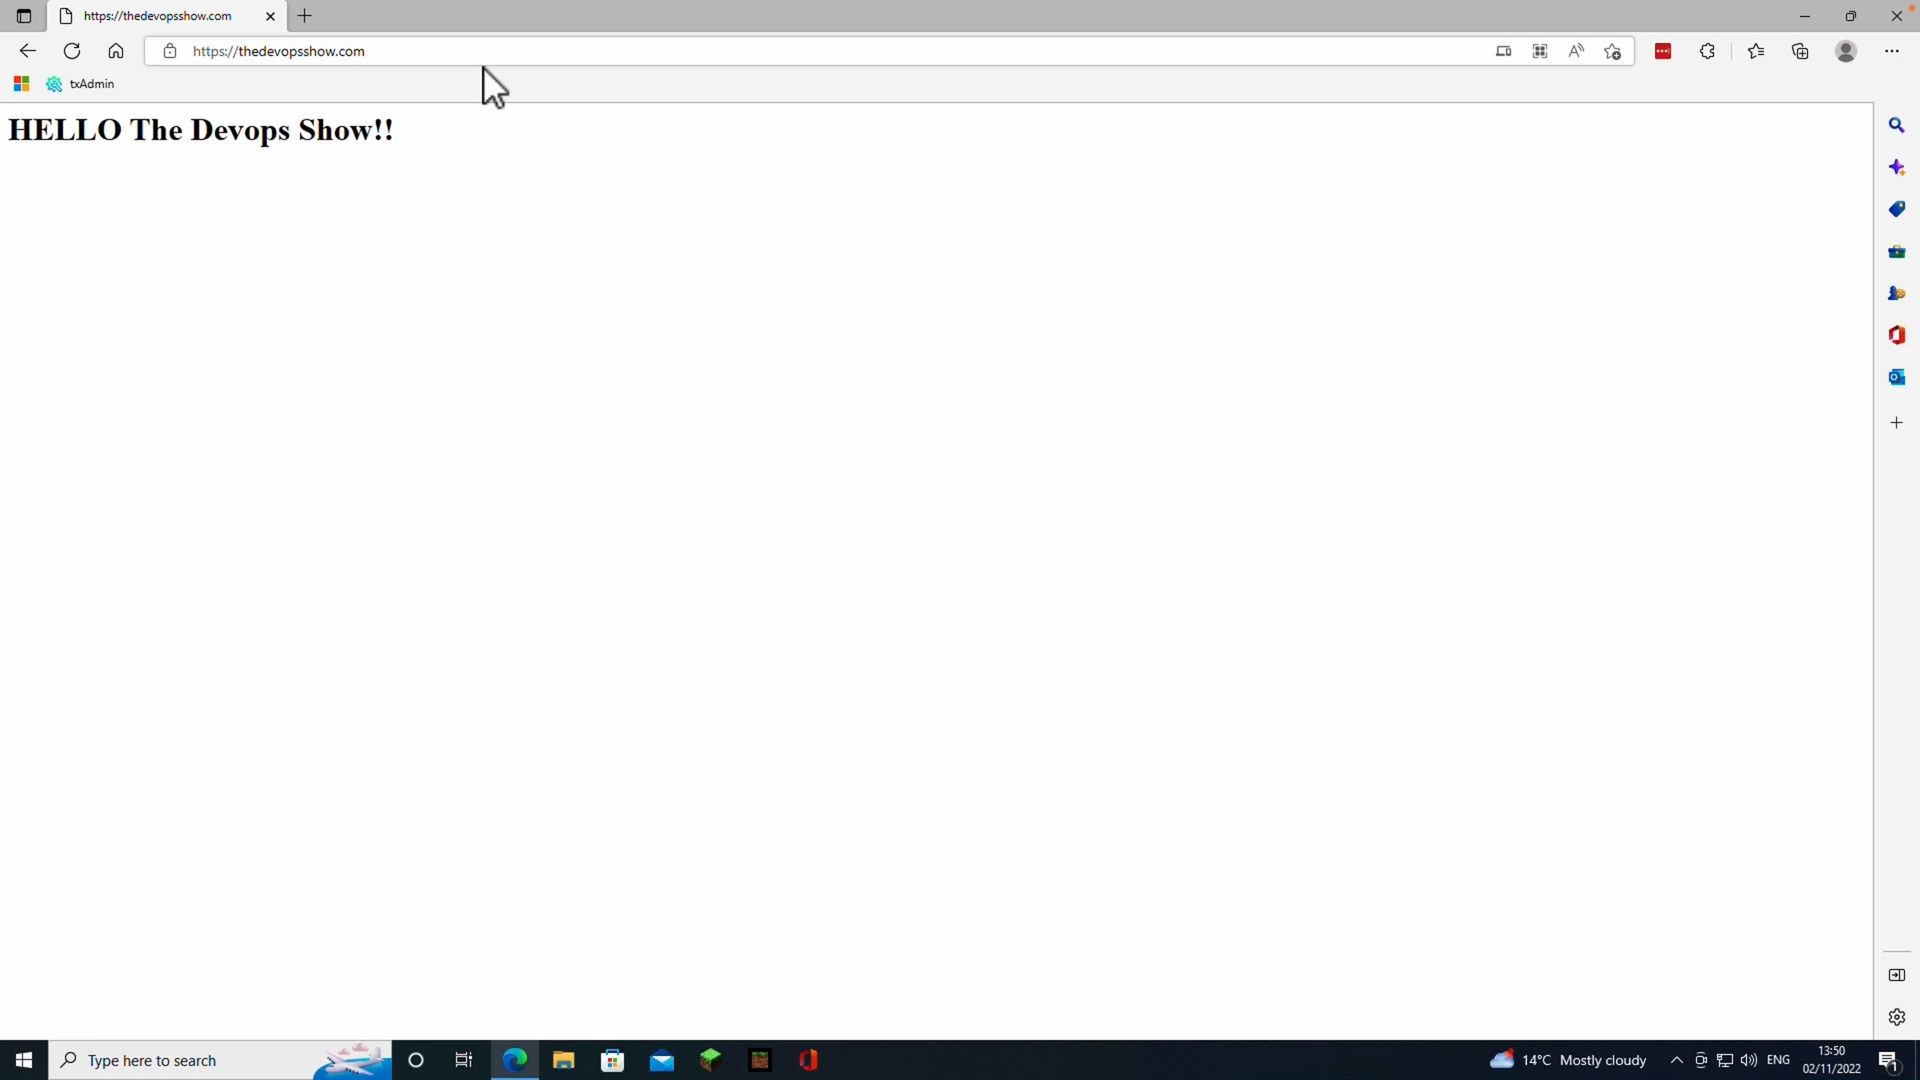 https://thedevopsshow.com
https://thedevopsshow.com
txAdmin
HELLO The Devops Show!!
Type here to search
14°C Mostly cloudy
ENG
13:50
02/11/2022
1